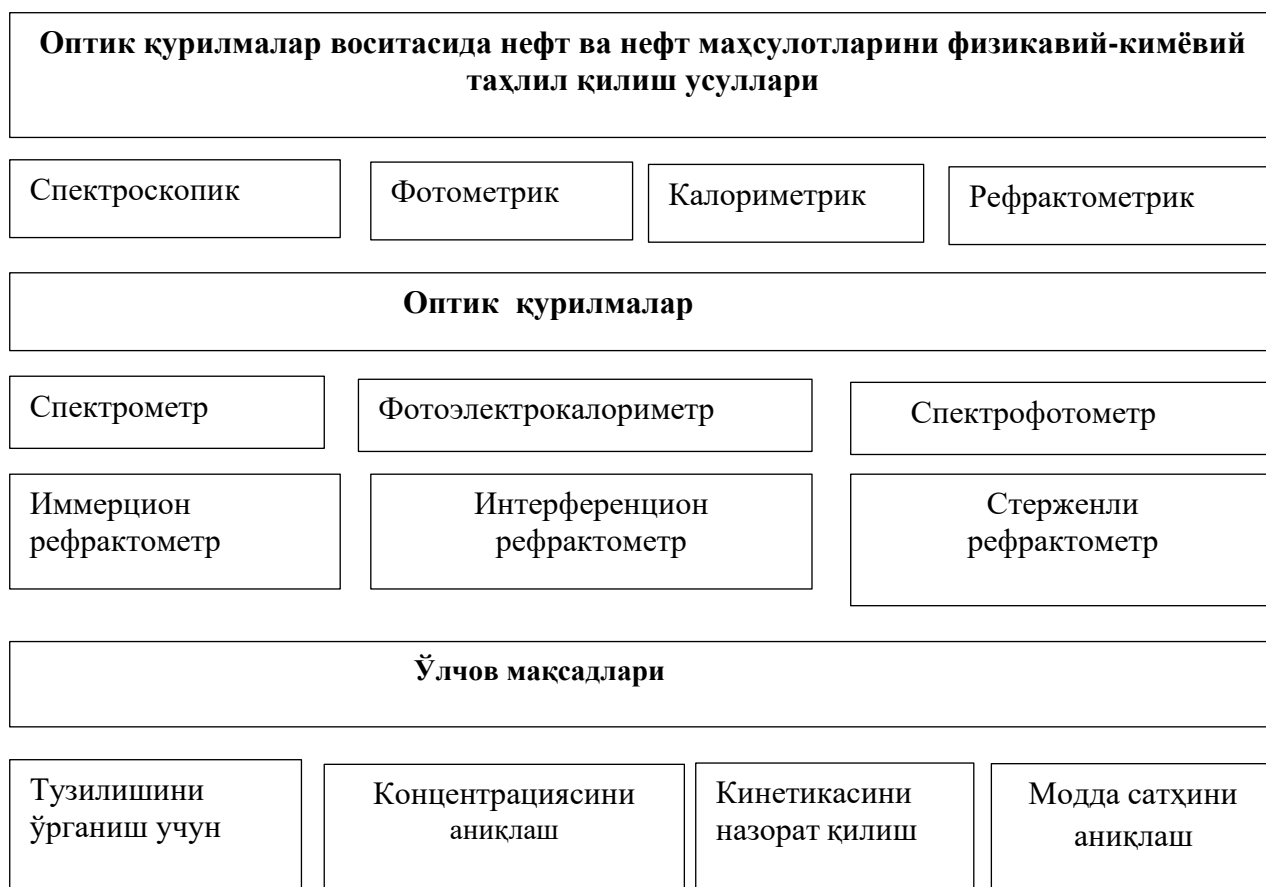 Оптик қурилмалар воситасида нефт ва нефт маҳсулотларини физикавий-кимёвий
таҳлил қилиш усуллари
Спектроскопик
Фотометрик
Калориметрик
Рефрактометрик
Оптик қурилмалар
Спектрометр
Фотоэлектрокалориметр
Спектрофотометр
Иммерцион
рефрактометр
Интерференцион
рефрактометр
Стерженли
рефрактометр
Ўлчов мақсадлари
Тузилишини
ўрганиш учун
Концентрациясини
аниқлаш
Кинетикасини
назорат қилиш
Модда сатҳини
аниқлаш